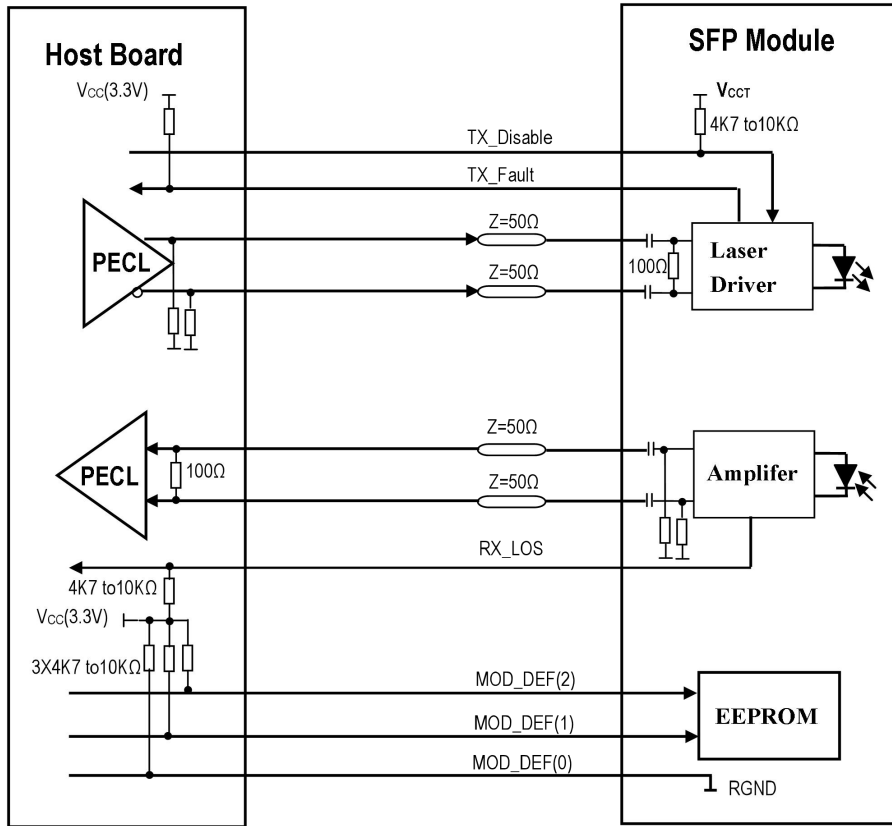 Host Board
SFP Module
VCC(3.3V)
VCCT
4K7 to10KΩ
TX_Disable
TX_Fault
Z=50Ω
PECL
100Ω
Laser
Driver
Z=50Ω
Z=50Ω
PECL
100Ω
Z=50Ω
Amplifer
RX_LOS
4K7 to10KΩ
VCC(3.3V)
3X4K7 to10KΩ
MOD_DEF(2)
EEPROM
MOD_DEF(1)
MOD_DEF(0)
RGND